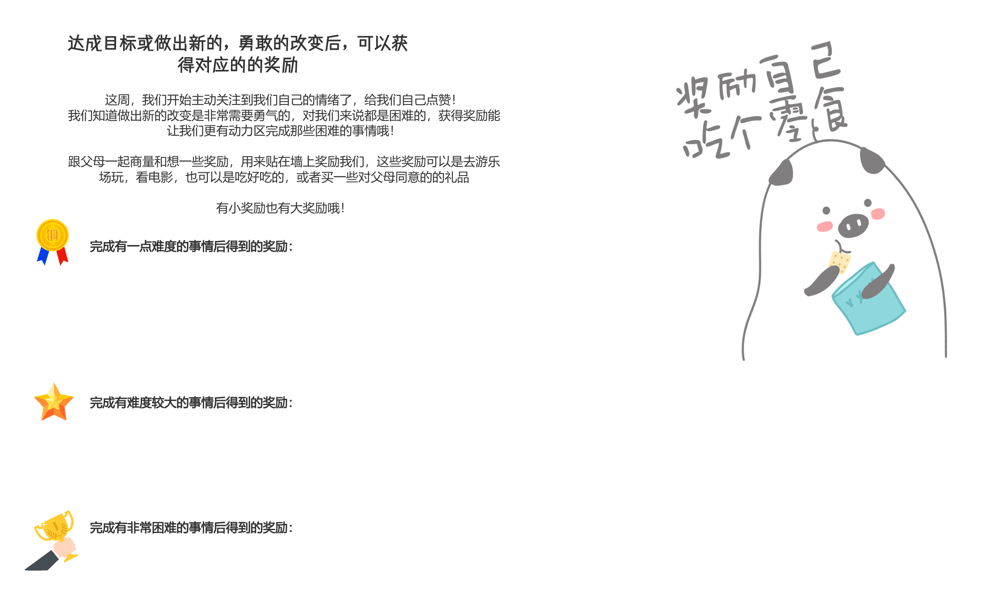 达成目标或做出新的，勇敢的改变后，可以获
得对应的的奖励
这周，我们开始主动关注到我们自己的情绪了，给我们自己点赞！
我们知道做出新的改变是非常需要勇气的，对我们来说都是困难的，获得奖励能
让我们更有动力区完成那些困难的事情哦！
跟父母一起商量和想一些奖励，用来贴在墙上奖励我们，这些奖励可以是去游乐
场玩，看电影，也可以是吃好吃的，或者买一些对父母同意的的礼品
有小奖励也有大奖励哦！
铜
完成有一点难度的事情后得到的奖励：
完成有难度较大的事情后得到的奖励：
1
完成有非常困难的事情后得到的奖励：
奖励自己
吃个零食